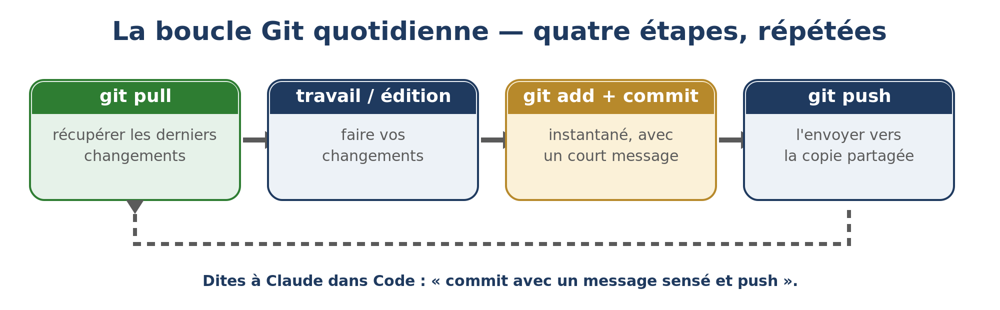 La boucle Git quotidienne — quatre étapes, répétées
git pull
récupérer les derniers
changements
travail / édition
faire vos
changements
git add + commit
instantané, avec
un court message
git push
l'envoyer vers
la copie partagée
Dites à Claude dans Code : « commit avec un message sensé et push ».